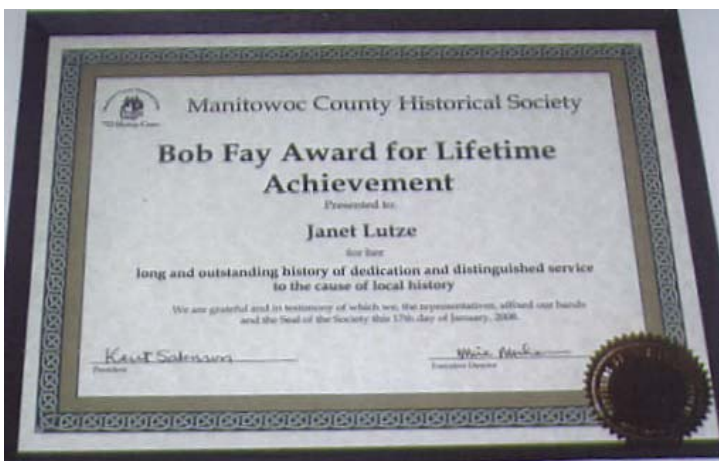 Manitowoc County Historical Society
Bob Fay Award for Lifetime
Achievement
Presented to:
Janet Lutze
for her
long and outstanding history of dedication and distinguished service
to the cause of local history
We are grateful and in testimony of which we, the representatives, affixed our hands
and the Seal of the Society this 17th day of January, 2008.
Kent
President
Executive Director